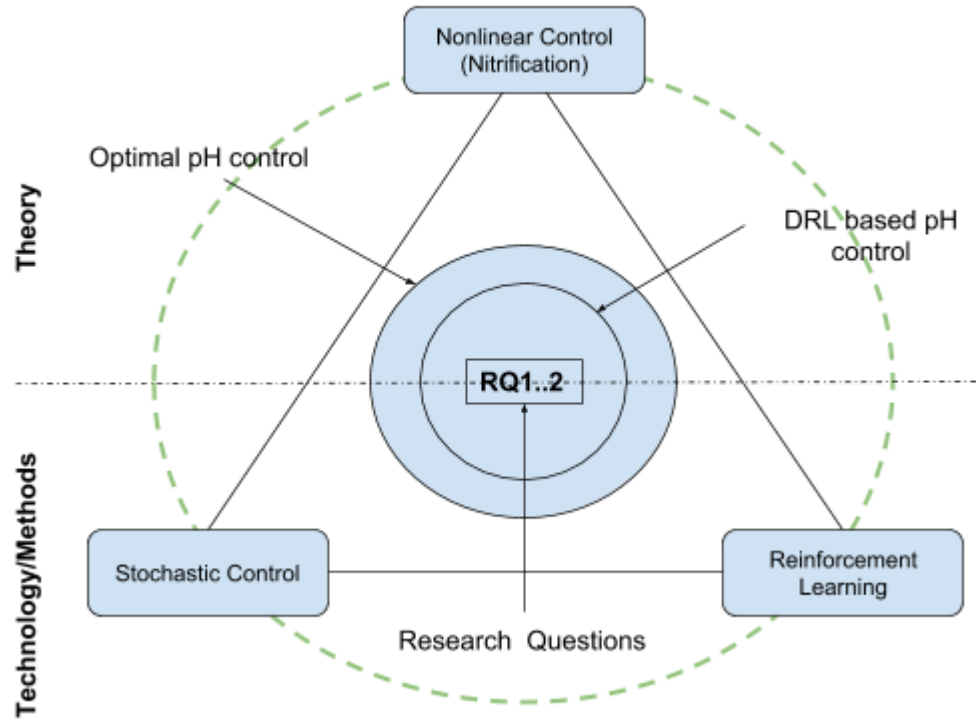 Nonlinear Control
(Nitrification)
Optimal pH control
DRL based pH
control
Theory
RQ1..2
Technology/Methods
Stochastic Control
Reinforcement
Learning
Research Questions